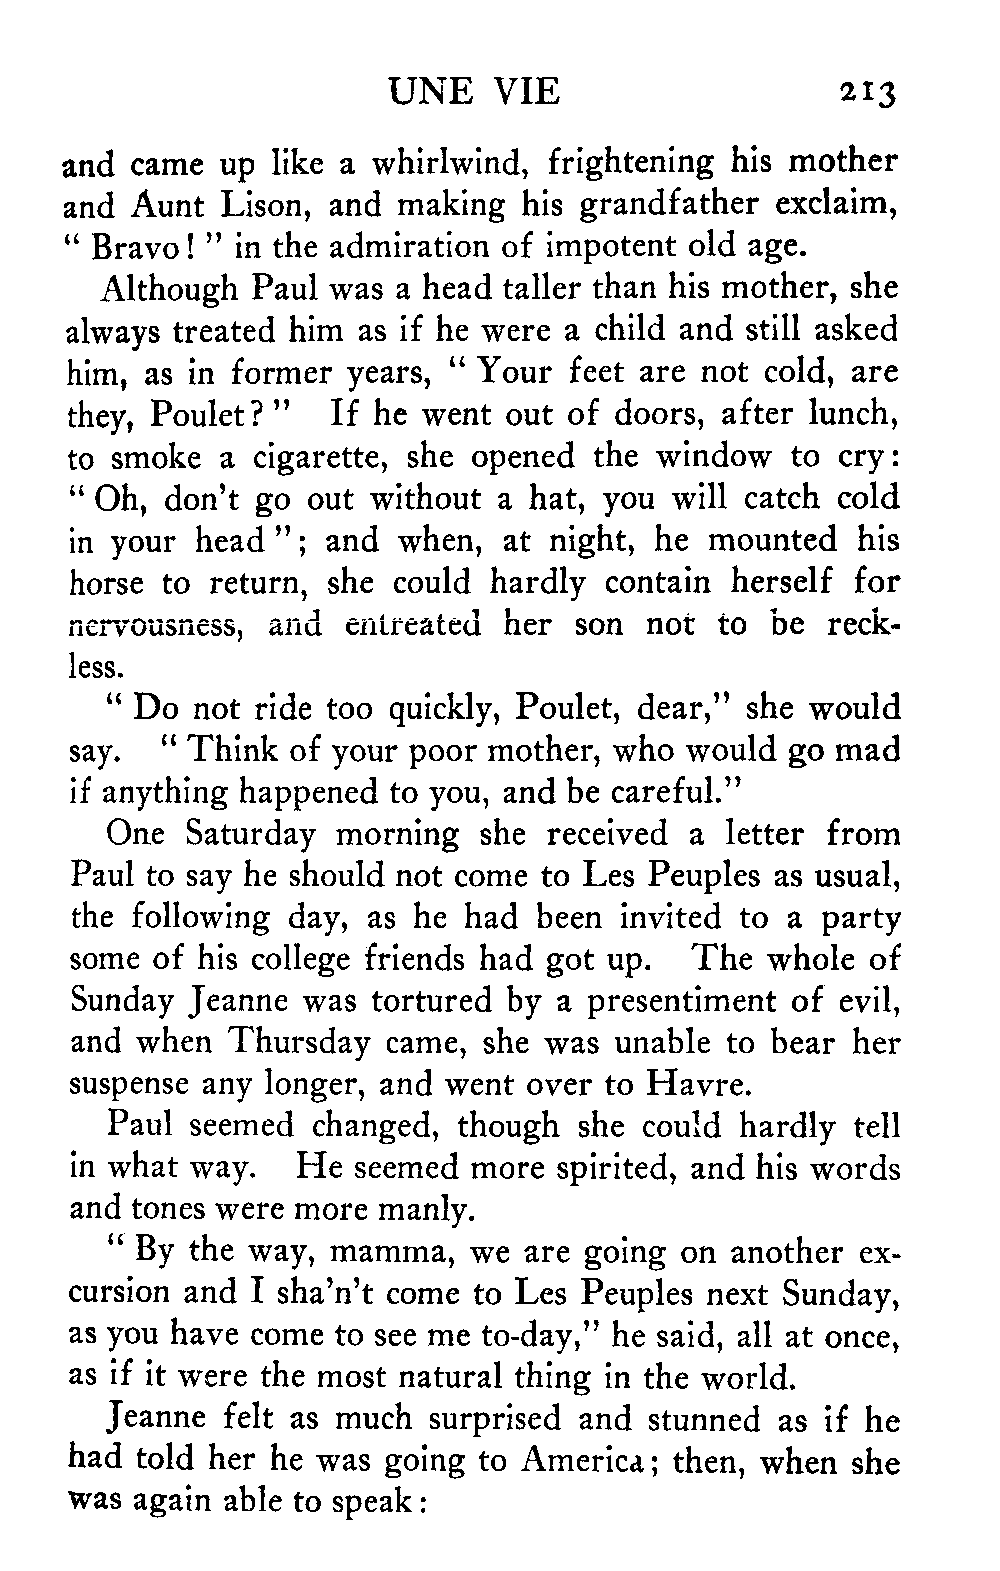 UNE VIE 213
and came up like a whirlwind, frightening his mother
and Aunt Lison, and making his grandfather exclaim,
" Bravo! " in the admiration of impotent old age.
Although Paul was a head taller than his mother, she
always treated him as if he were a child and still asked
him, as in former years, " Your feet are not cold, are
they, Poulet? " If he went out of doors, after lunch,
to smoke a cigarette, she opened the window to cry:
" Oh, don't go out without a hat, you will catch cold
in your head "; and when, at night, he mounted his
horse to return, she could hardly contain herself for
nervousness, and entreated her son not to be reck-
less.
" Do not ride too quickly, Poulet, dear," she would
say. " Think of your poor mother, who would go mad
if anything happened to you, and be careful."
One Saturday morning she received a letter from
Paul to say he should not come to Les Peuples as usual,
the following day, as he had been invited to a party
some of his college friends had got up. The whole of
Sunday Jeanne was tortured by a presentiment of evil,
and when Thursday came, she was unable to bear her
suspense any longer, and went over to Havre.
Paul seemed changed, though she could hardly tell
in what way. He seemed more spirited, and his words
and tones were more manly.
" By the way, mamma, we are going on another ex-
cursion and I sha'n't come to Les Peuples next Sunday,
as you have come to see me to-day," he said, all at once,
as if it were the most natural thing in the world.
Jeanne felt as much surprised and stunned as if he
had told her he was going to America; then, when she
was again able to speak: